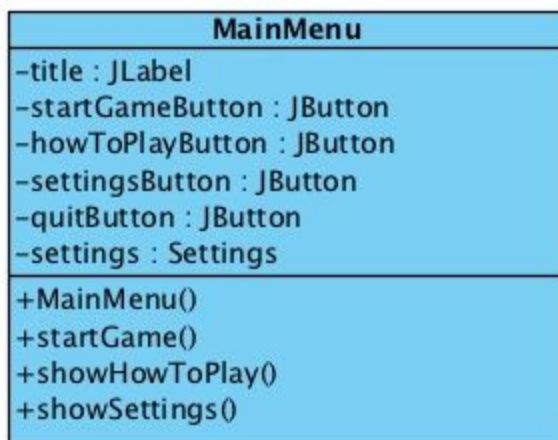 MainMenu
-title : JLabel
-startGameButton : JButton
-howToPlayButton : JButton
-settingsButton : JButton
-quitButton : JButton
-settings : Settings
+MainMenu()
+startGame()
+showHowToPlay()
+showSettings()